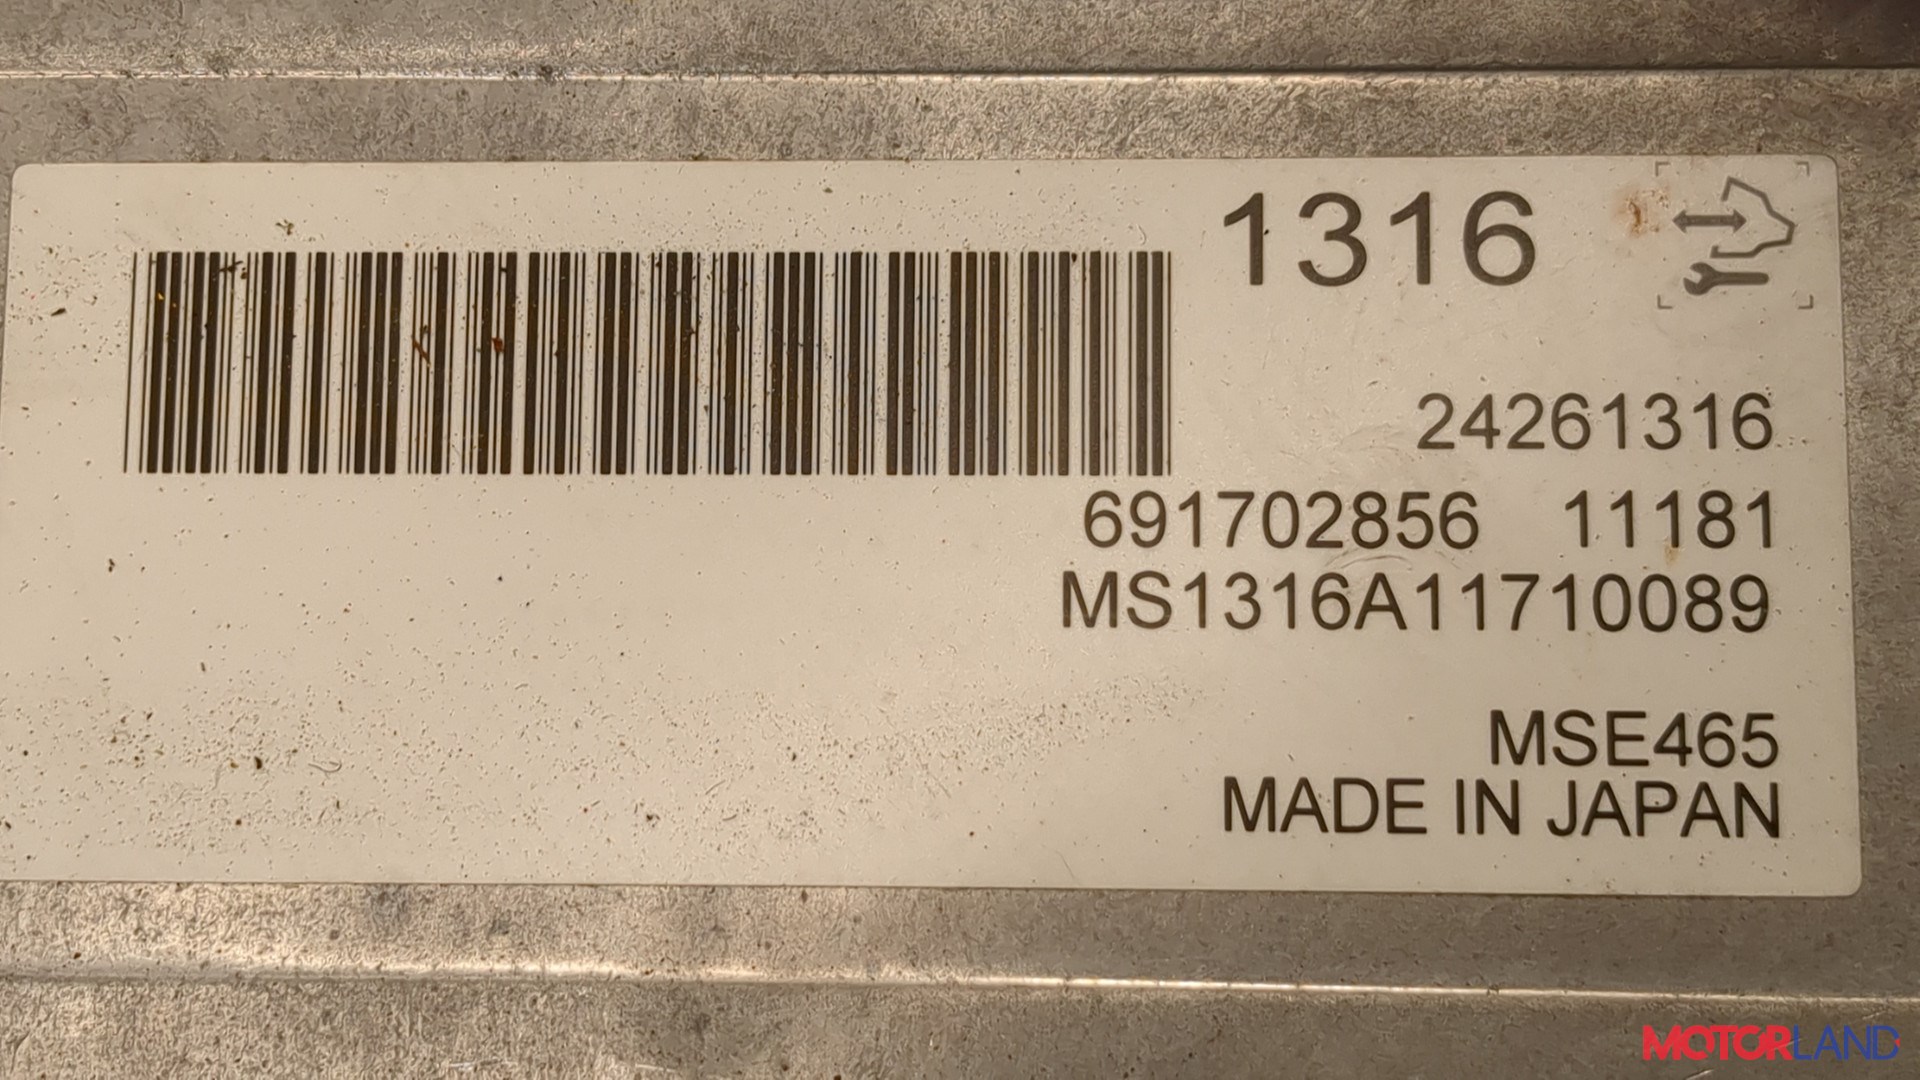 1316
24261316
691702856 11181
MS1316A11710089
MSE465
MADE IN JAPAN
MOTORLAND